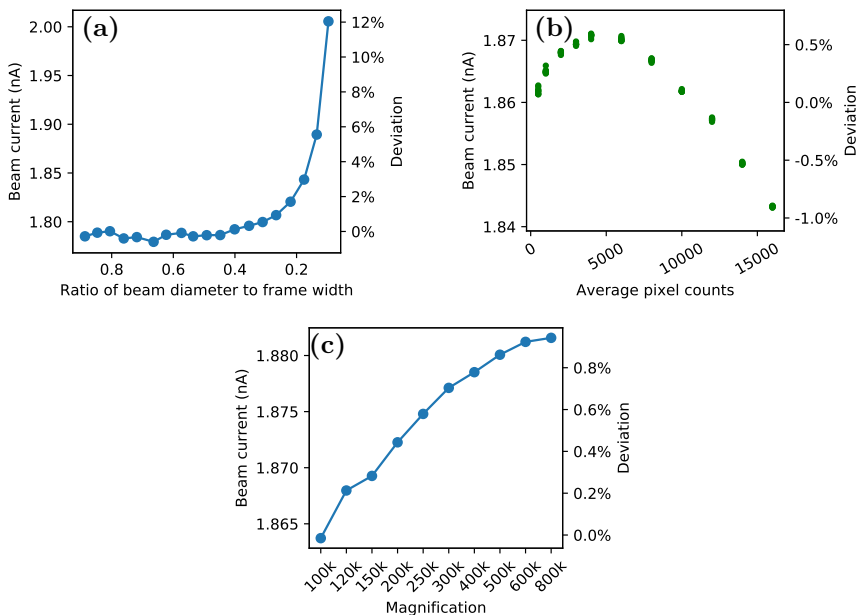 (a)
2.00
1.95
1.90
1.85
1.80
Beam current (nA)
12%
10%
8%
6%
4%
2%
0%
Deviation
0.8
0.6
0.4
0.2
Ratio of beam diameter to frame width
(b)
1.87
1.86
1.85
1.84
Beam current (nA)
0.5%
0.0%
-0.5%
-1.0%
Deviation
0
5000
10000
15000
Average pixel counts
(c)
1.880
1.875
1.870
1.865
Beam current (nA)
0.8%
0.6%
0.4%
0.2%
0.0%
Deviation
100k
120k
150k
200k
250k
300k
400k
500k
600k
800k
Magnification